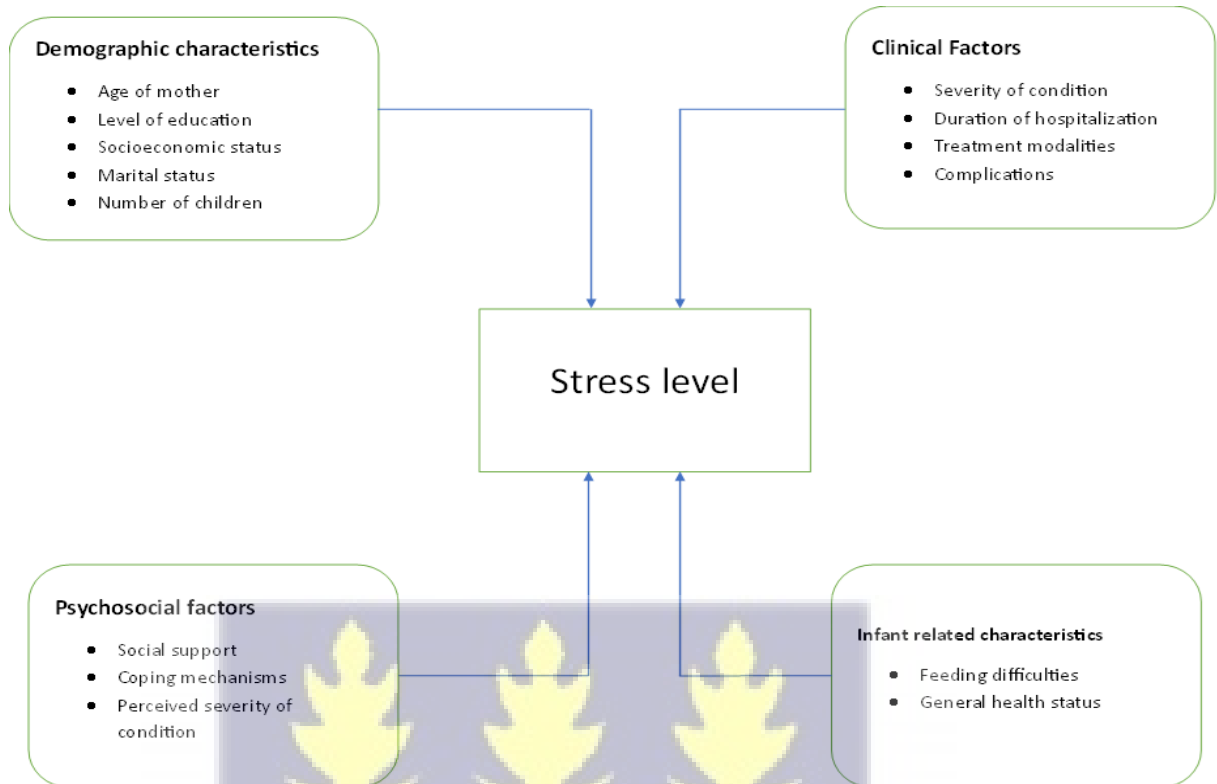 Demographic characteristics
• Age of mother
• Level of education
• Socioeconomic status
• Marital status
• Number of children
Clinical Factors
• Severity of condition
• Duration of hospitalization
• Treatment modalities
• Complications
Stress level
Psychosocial factors
• Social support
• Coping mechanisms
• Perceived severity of
condition
Infant related characteristics
• Feeding difficulties
• General health status